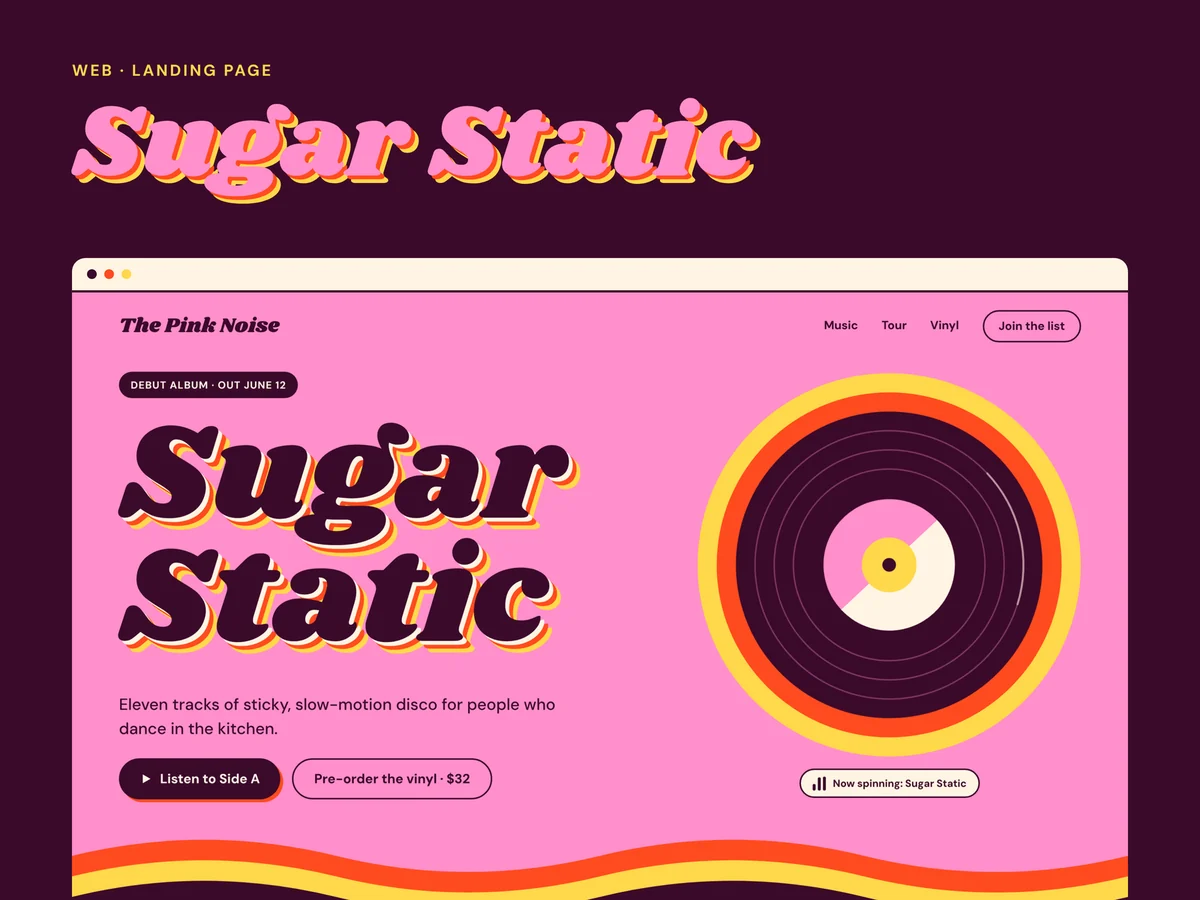 WEB · LANDING PAGE
Sugar Static
The Pink Noise
Music
Tour
Vinyl
Join the list
DEBUT ALBUM · OUT JUNE 12
Sugar
Static
Eleven tracks of sticky, slow-motion disco for people who
dance in the kitchen.
Listen to Side A
Pre-order the vinyl · $32
Now spinning: Sugar Static